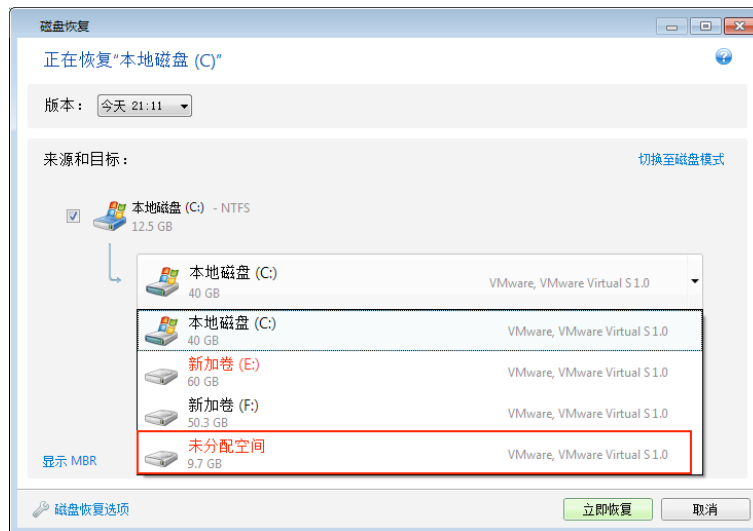 磁盘恢复
正在恢复“本地磁盘 (C)”
版本： 今天 21:11
来源和目标：
切换至磁盘模式
本地磁盘 (C:) - NTFS
12.5 GB
本地磁盘 (C:)
40 GB
VMware, VMware Virtual S 1.0
本地磁盘 (C:)
40 GB
VMware, VMware Virtual S 1.0
新加卷 (E:)
60 GB
VMware, VMware Virtual S 1.0
新加卷 (F:)
50.3 GB
VMware, VMware Virtual S 1.0
未分配空间
9.7 GB
VMware, VMware Virtual S 1.0
显示 MBR
磁盘恢复选项
立即恢复
取消